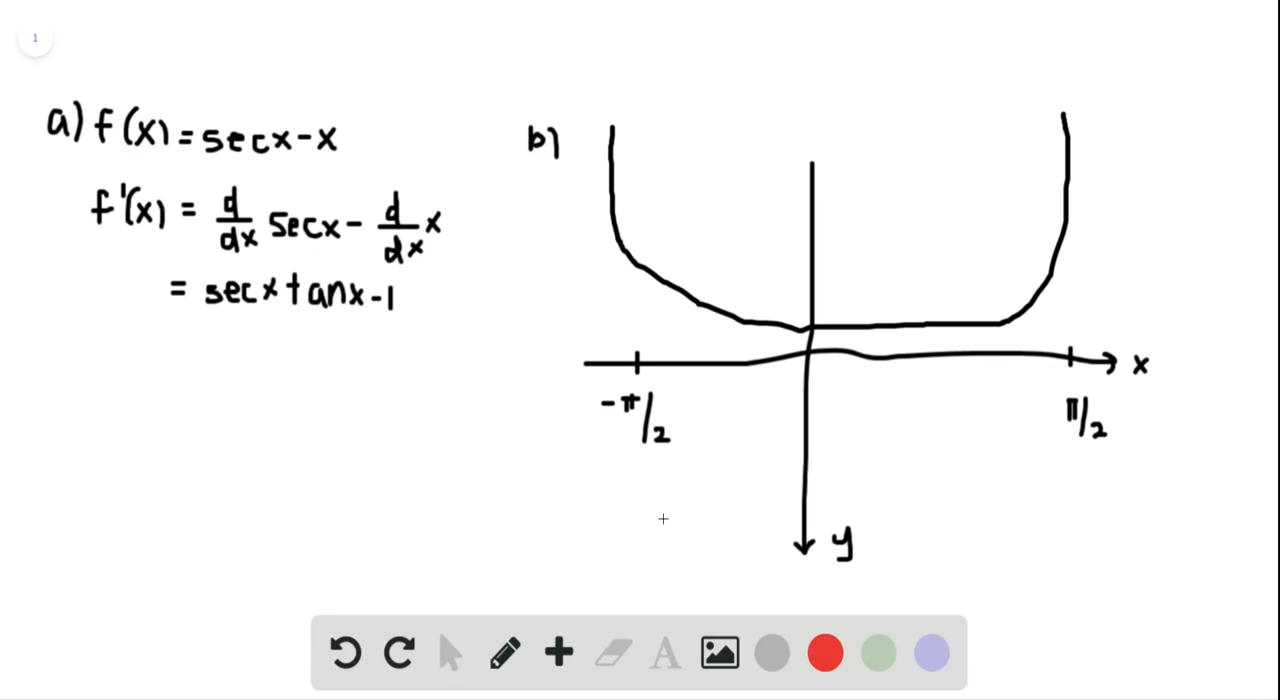 1
a) f(x) = secx - x
f'(x) = d/dx secx - d/dx x
= secx tanx - 1
b)
x
-π/2
π/2
y
A